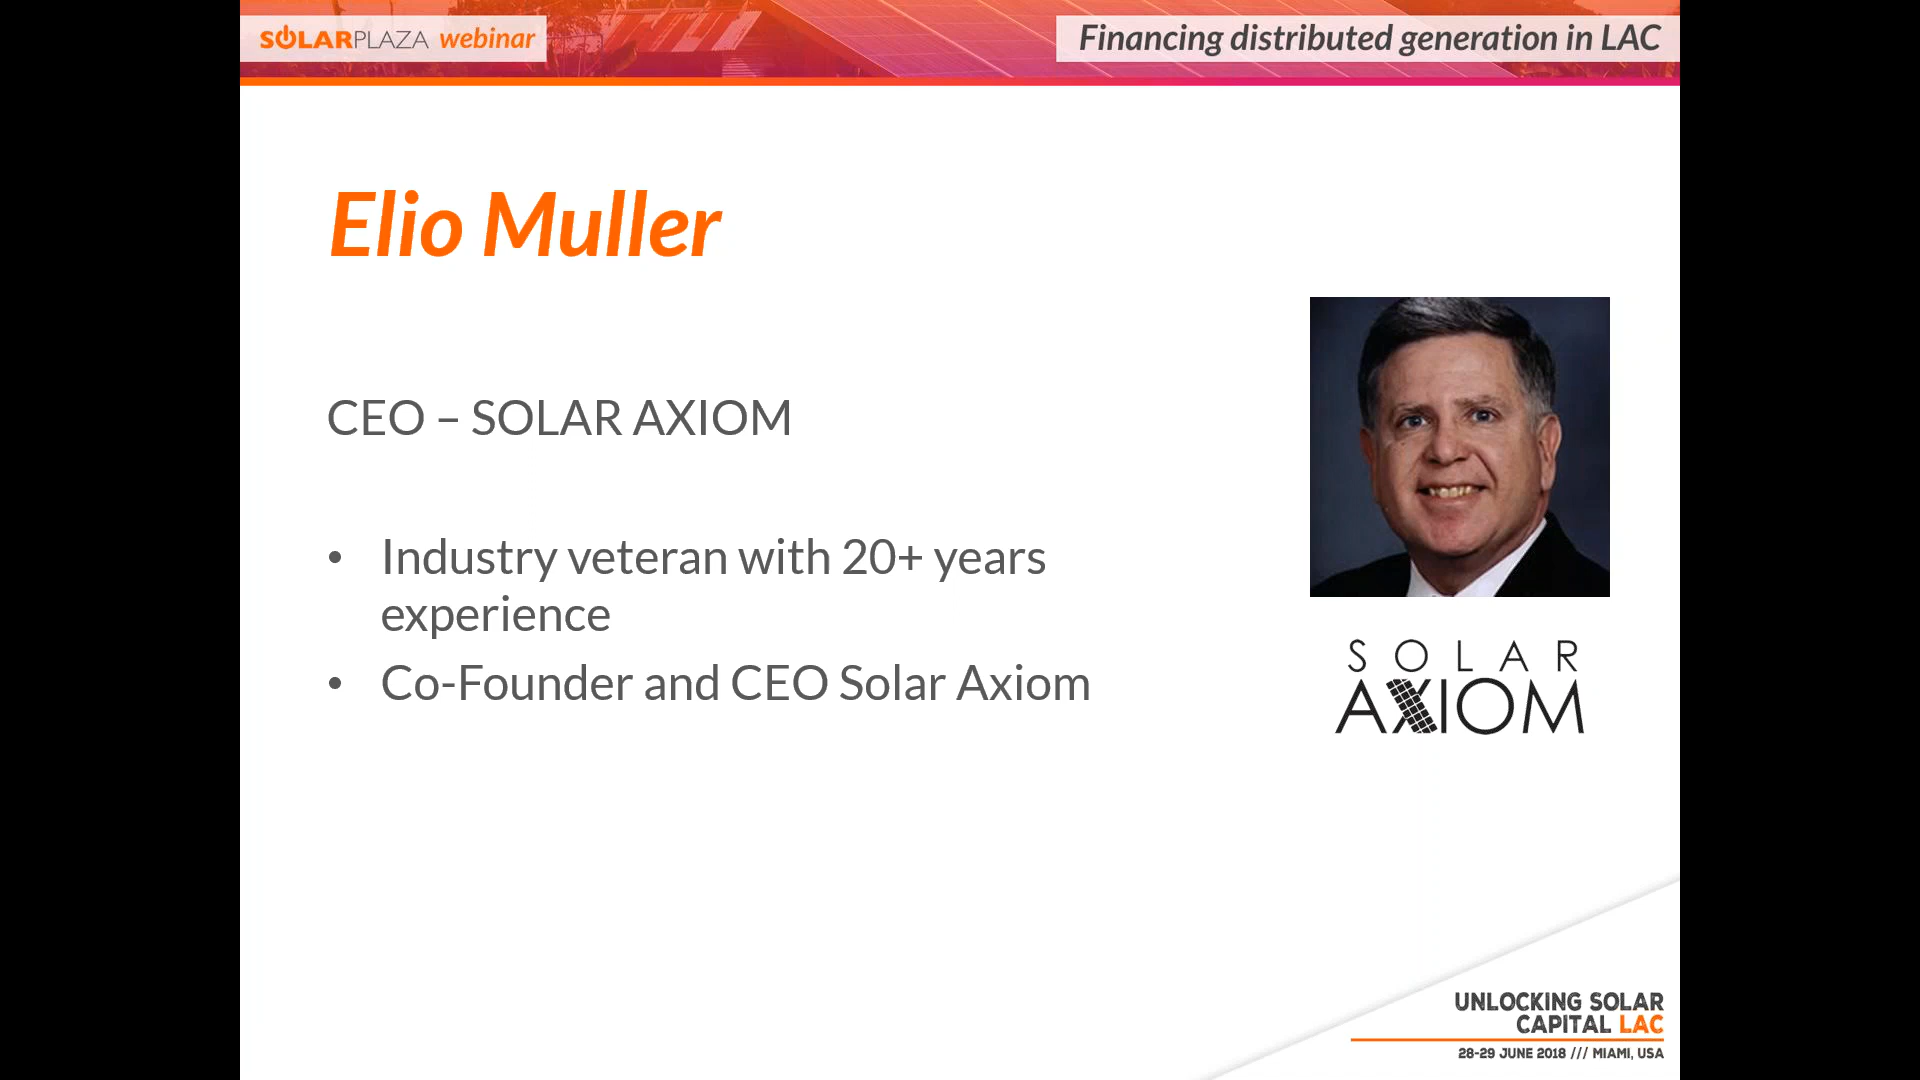 SOLARPLAZA webinar
Financing distributed generation in LAC
Elio Muller
CEO – SOLAR AXIOM
• Industry veteran with 20+ years
experience
• Co-Founder and CEO Solar Axiom
SOLAR
AXIOM
UNLOCKING SOLAR
CAPITAL LAC
28-29 JUNE 2018 /// MIAMI, USA